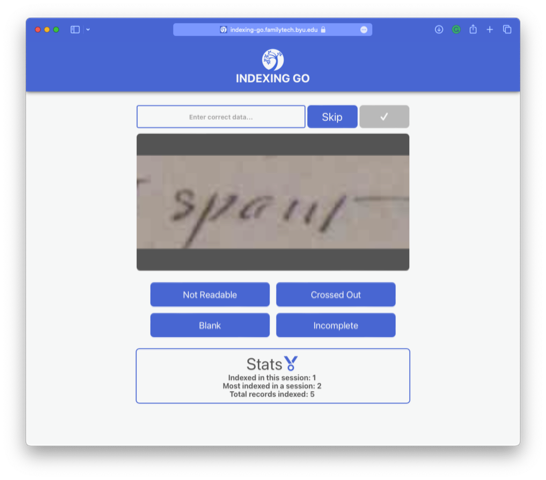 indexing-go.familytech.byu.edu
INDEXING GO
Enter correct data...
Skip
Not Readable
Crossed Out
Blank
Incomplete
Stats
Indexed in this session: 1
Most indexed in a session: 2
Total records indexed: 5